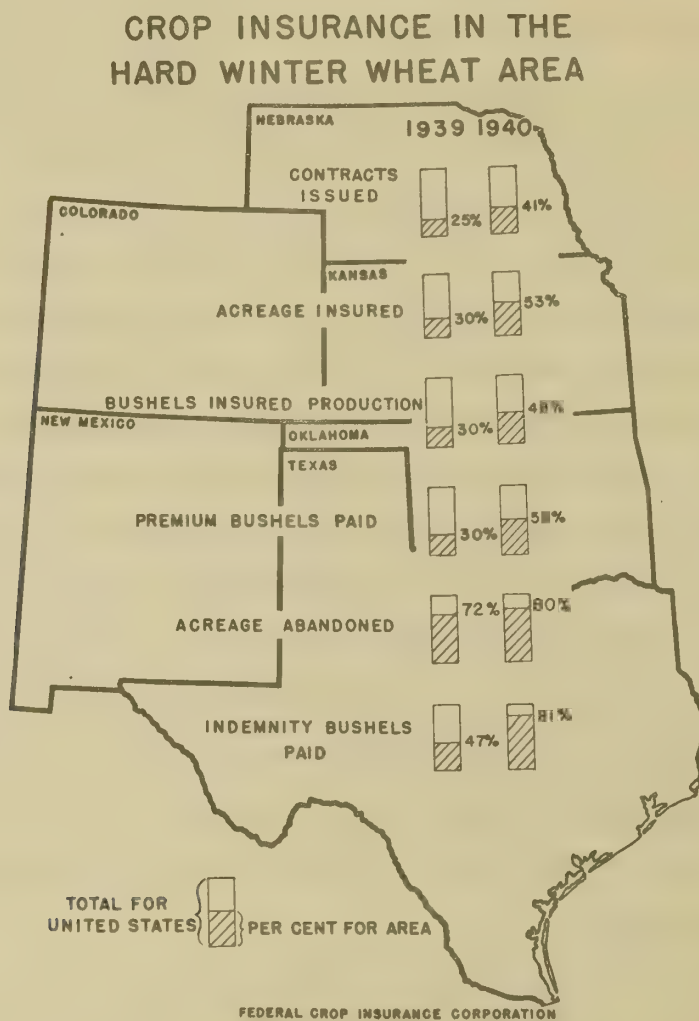 CROP INSURANCE IN THE
HARD WINTER WHEAT AREA
NEBRASKA
1939 1940
CONTRACTS
ISSUED
25%
41%
COLORADO
KANSAS
ACREAGE INSURED
30%
53%
BUSHELS INSURED PRODUCTION
30%
NEW MEXICO
OKLAHOMA
TEXAS
PREMIUM BUSHELS PAID
30%
ACREAGE ABANDONED
72%
80%
INDEMNITY BUSHELS
PAID
47%
81%
TOTAL FOR
UNITED STATES
PER CENT FOR AREA
FEDERAL CROP INSURANCE CORPORATION